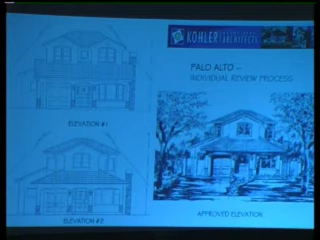 KOHLER
ARCHITECTS
PALO ALTO –
INDIVIDUAL REVIEW PROCESS
ELEVATION #1
ELEVATION #2
APPROVED ELEVATION